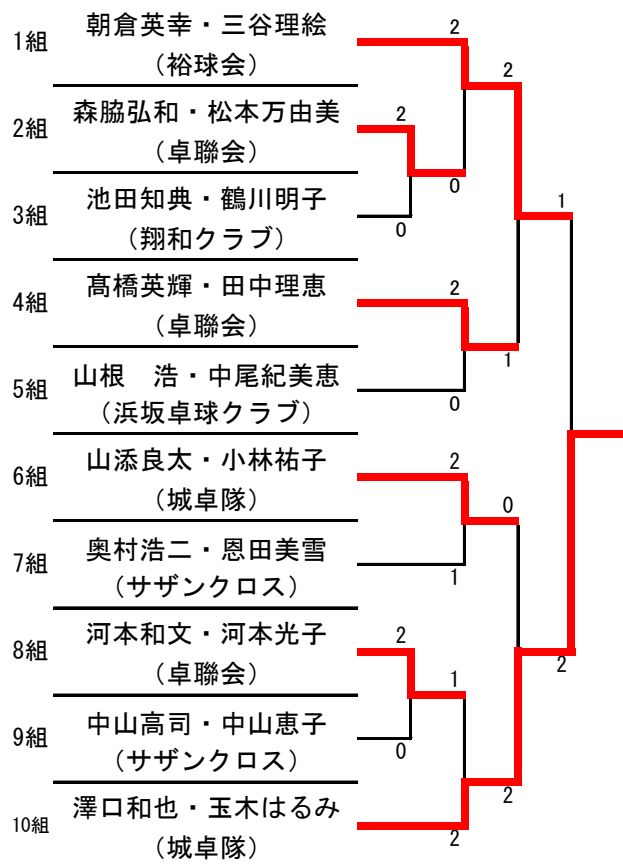 1組
朝倉英幸・三谷理絵
(裕球会)
2組
森脇弘和・松本万由美
(卓聯会)
3組
池田知典・鶴川明子
(翔和クラブ)
4組
髙橋英輝・田中理恵
(卓聯会)
5組
山根　浩・中尾紀美恵
(浜坂卓球クラブ)
6組
山添良太・小林祐子
(城卓隊)
7組
奥村浩二・恩田美雪
(サザンクロス)
8組
河本和文・河本光子
(卓聯会)
9組
中山高司・中山恵子
(サザンクロス)
10組
澤口和也・玉木はるみ
(城卓隊)
2
2
2
0
0
1
2
1
0
2
0
1
2
2
1
0
2
2